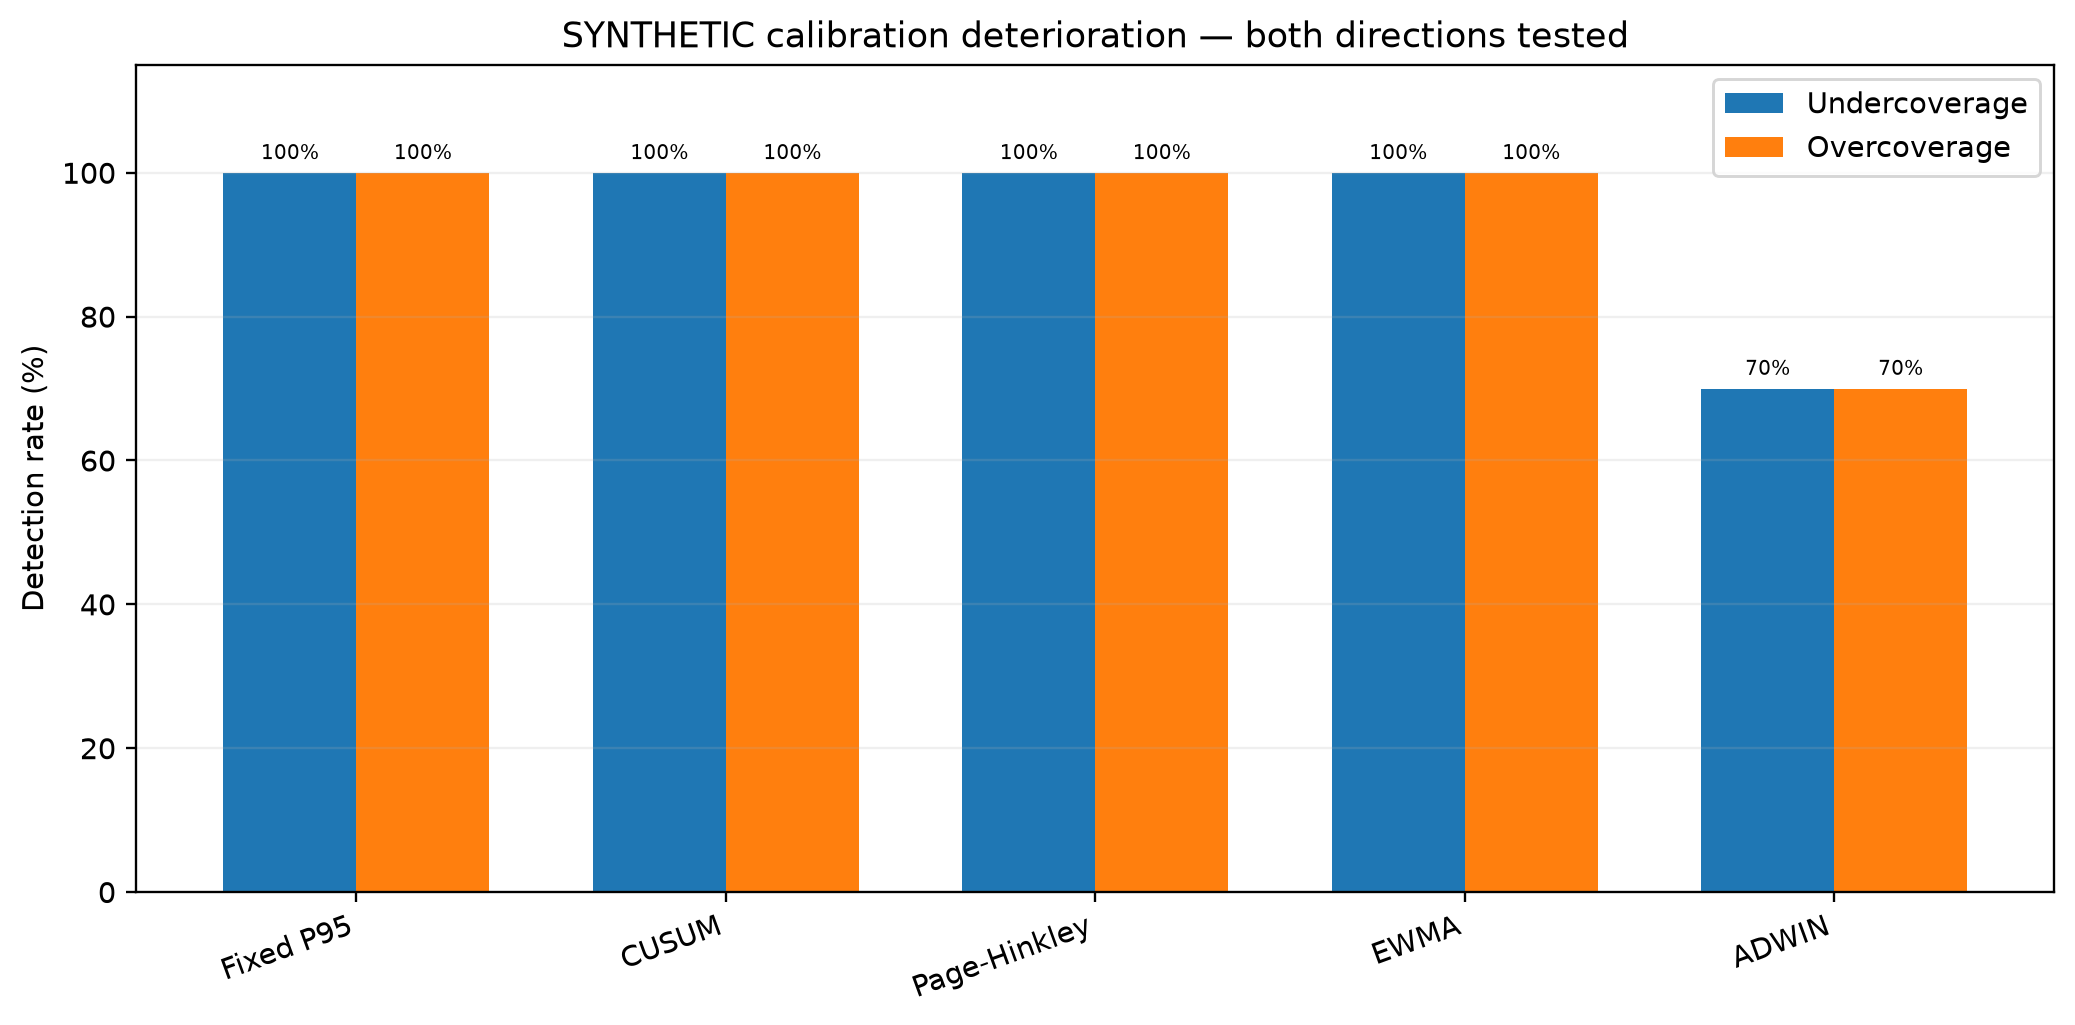 SYNTHETIC calibration deterioration — both directions tested
Undercoverage
Overcoverage
Detection rate (%)
100
80
60
40
20
0
100% 100% 100% 100% 100% 100% 100% 100%
70% 70%
Fixed P95 CUSUM Page-Hinkley EWMA ADWIN